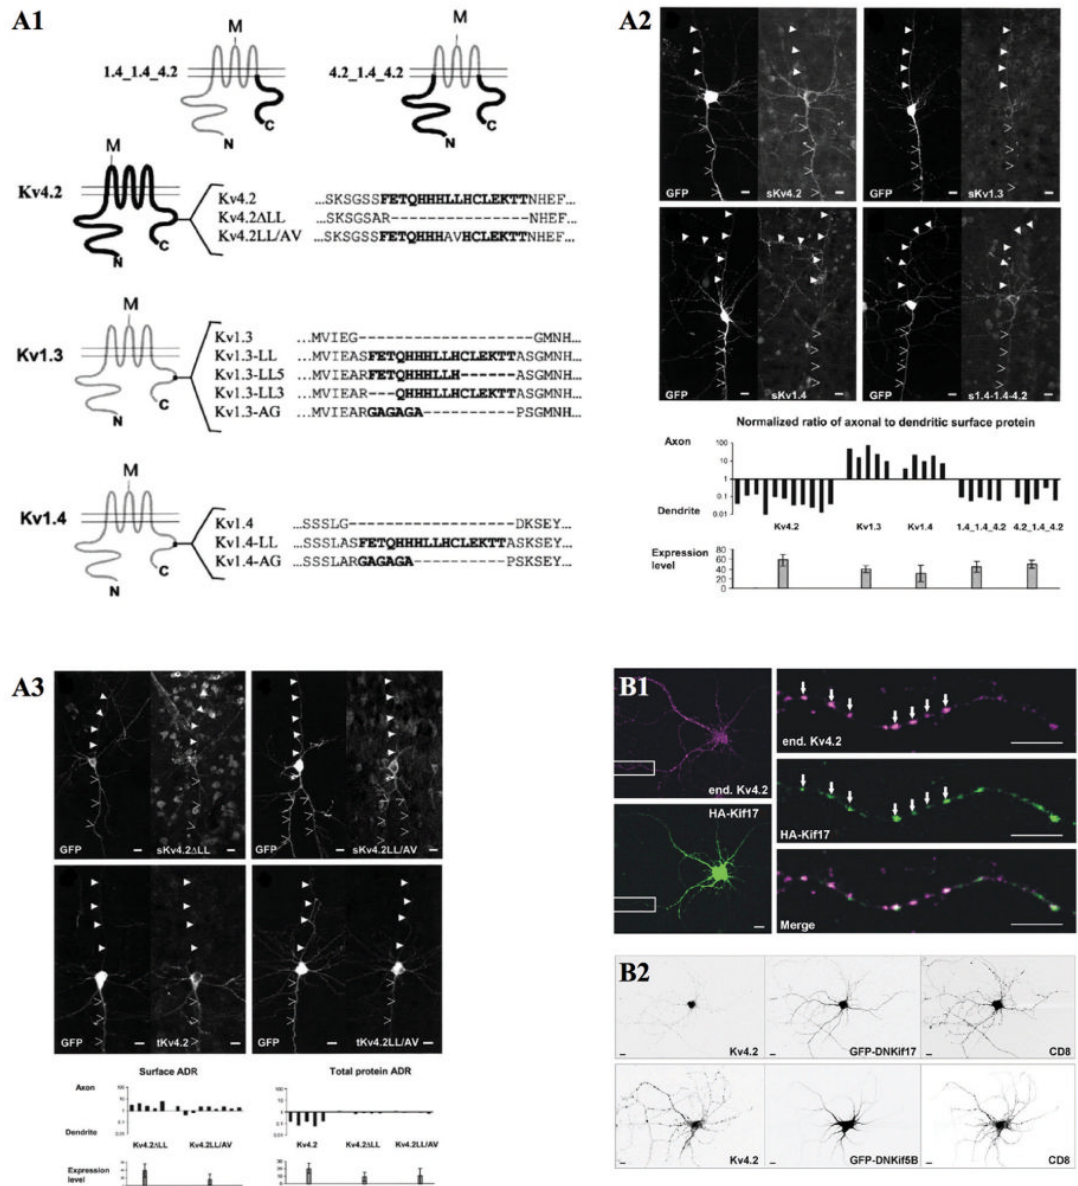 A1
M
M
1.4_1.4_4.2
4.2_1.4_4.2
C
C
N
N
M
Kv4.2
Kv4.2 ...SKSGSSFETQHHHLLHCLEKTTNHEF...
Kv4.2ΔLL ...SKSGSAR----------------NHEF...
Kv4.2LL/AV ...SKSGSSFETQHHHAVHCLEKTTNHEF...
C
N
M
Kv1.3
Kv1.3 ...MVIEG--------------------GMNH...
Kv1.3-LL ...MVIEASFETQHHHLLHCLEKTTASGMNH...
Kv1.3-LL5 ...MVIEARFETQHHHLLH------ASGMNH...
Kv1.3-LL3 ...MVIEAR---QHHHLLHCLEKTTASGMNH...
Kv1.3-AG ...MVIEARGAGAGA----------PSGMNH...
C
N
M
Kv1.4
Kv1.4 ...SSSLG--------------------DKSEY...
Kv1.4-LL ...SSSLASFETQHHHLLHCLEKTTASKSEY...
Kv1.4-AG ...SSSLARGAGAGA----------PSKSEY...
C
N
A2
GFP
sKv4.2
GFP
sKv1.3
GFP
sKv1.4
GFP
s1.4-1.4-4.2
Normalized ratio of axonal to dendritic surface protein
Axon
100
10
1
0.1
0.01
Dendrite
Kv4.2 Kv1.3 Kv1.4 1.4_1.4_4.2 4.2_1.4_4.2
Expression level
80
60
40
20
0
A3
GFP
sKv4.2ΔLL
GFP
sKv4.2LL/AV
GFP
tKv4.2
GFP
tKv4.2LL/AV
Surface ADR
Total protein ADR
Axon
100
10
1
0.1
0.01
Dendrite
Kv4.2ΔLL Kv4.2LL/AV
Kv4.2 Kv4.2ΔLL Kv4.2LL/AV
Expression level
B1
end. Kv4.2
HA-Kif17
end. Kv4.2
HA-Kif17
Merge
B2
Kv4.2
GFP-DNKif17
CD8
Kv4.2
GFP-DNKif5B
CD8